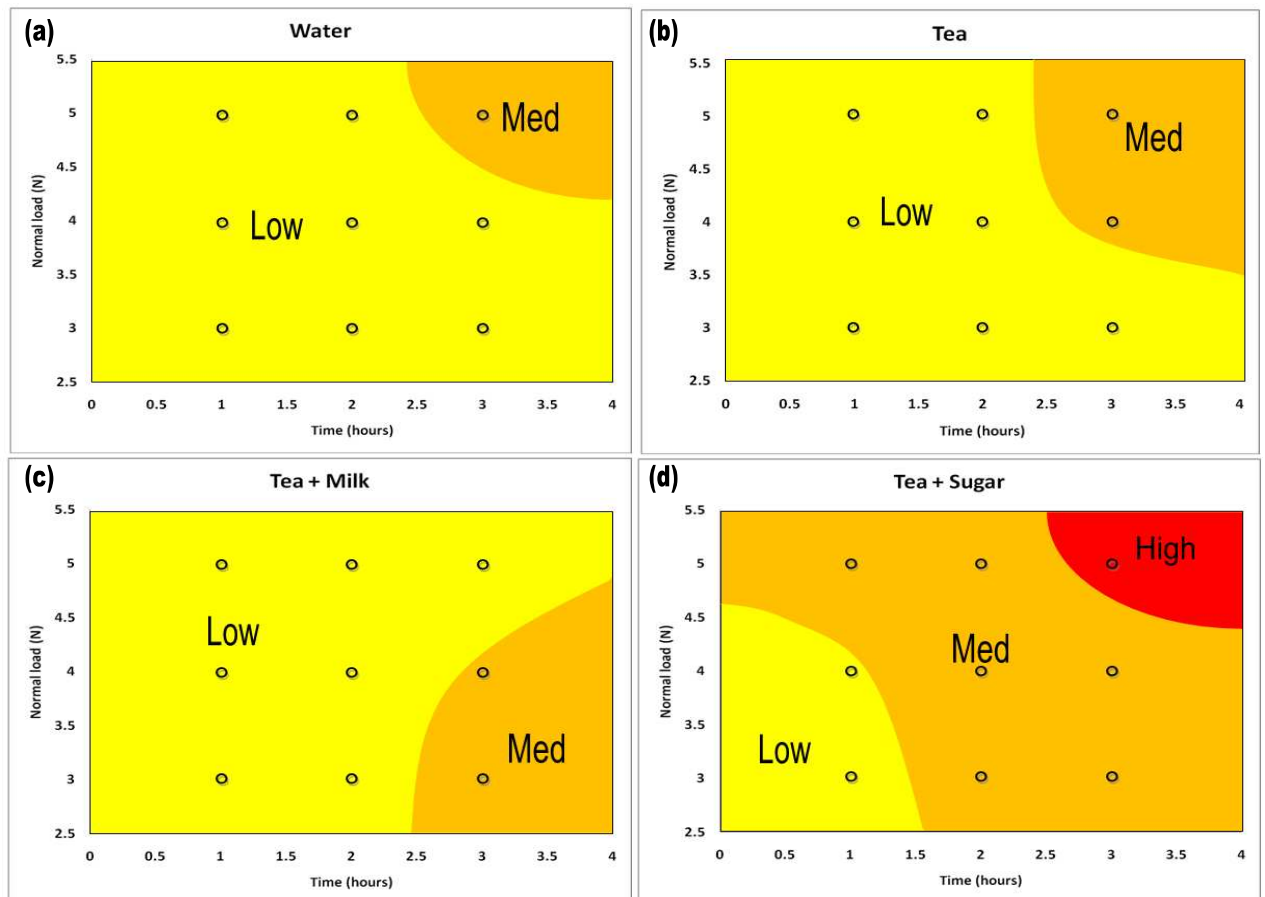 (a)
Water
5.5
5
4.5
4
3.5
3
2.5
Normal load (N)
Med
Low
0 0.5 1 1.5 2 2.5 3 3.5 4
Time (hours)
(b)
Tea
5.5
5
4.5
4
3.5
3
2.5
Normal load (N)
Med
Low
0 0.5 1 1.5 2 2.5 3 3.5 4
Time (hours)
(c)
Tea + Milk
5.5
5
4.5
4
3.5
3
2.5
Normal load (N)
Low
Med
0 0.5 1 1.5 2 2.5 3 3.5 4
Time (hours)
(d)
Tea + Sugar
5.5
5
4.5
4
3.5
3
2.5
Normal load (N)
High
Med
Low
0 0.5 1 1.5 2 2.5 3 3.5 4
Time (hours)